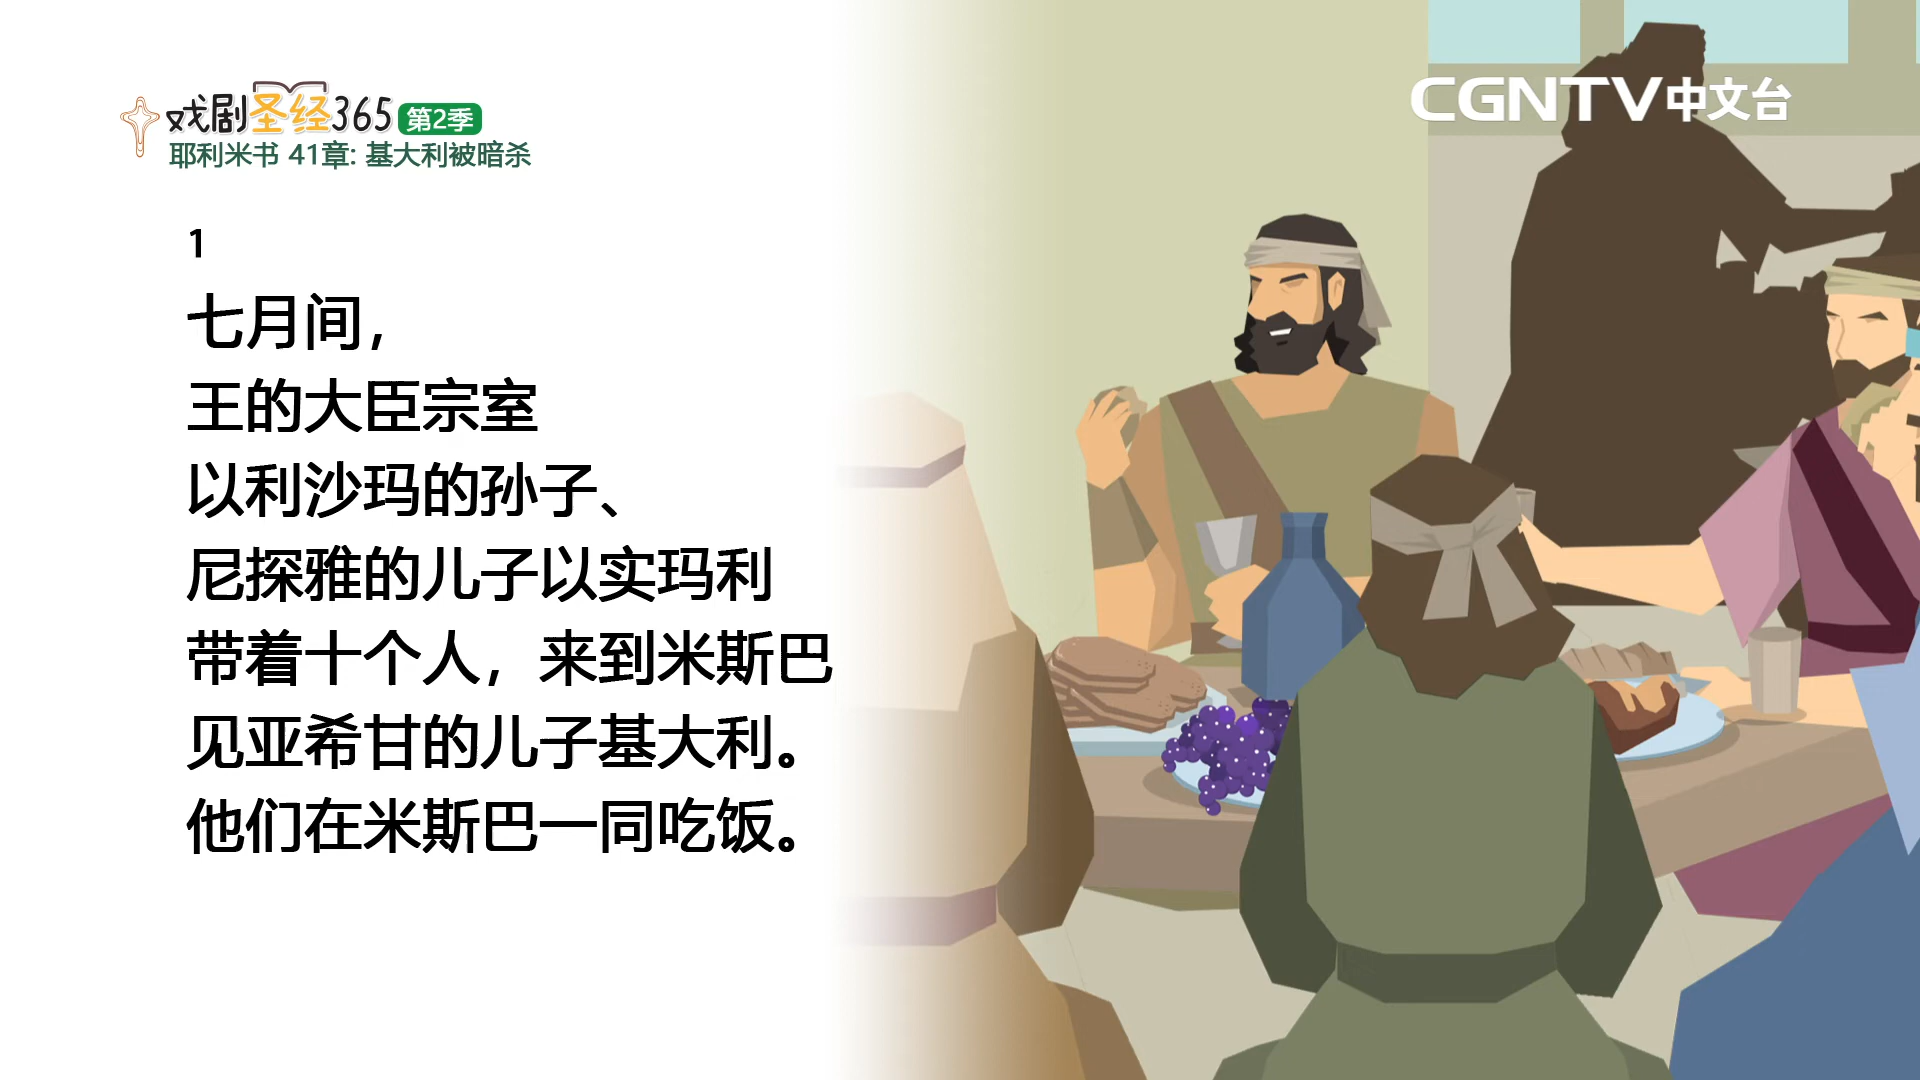 戏剧圣经365 第2季
耶利米书 41章: 基大利被暗杀
CGNTV中文台
1
七月间，
王的大臣宗室
以利沙玛的孙子、
尼探雅的儿子以实玛利
带着十个人，来到米斯巴
见亚希甘的儿子基大利。
他们在米斯巴一同吃饭。